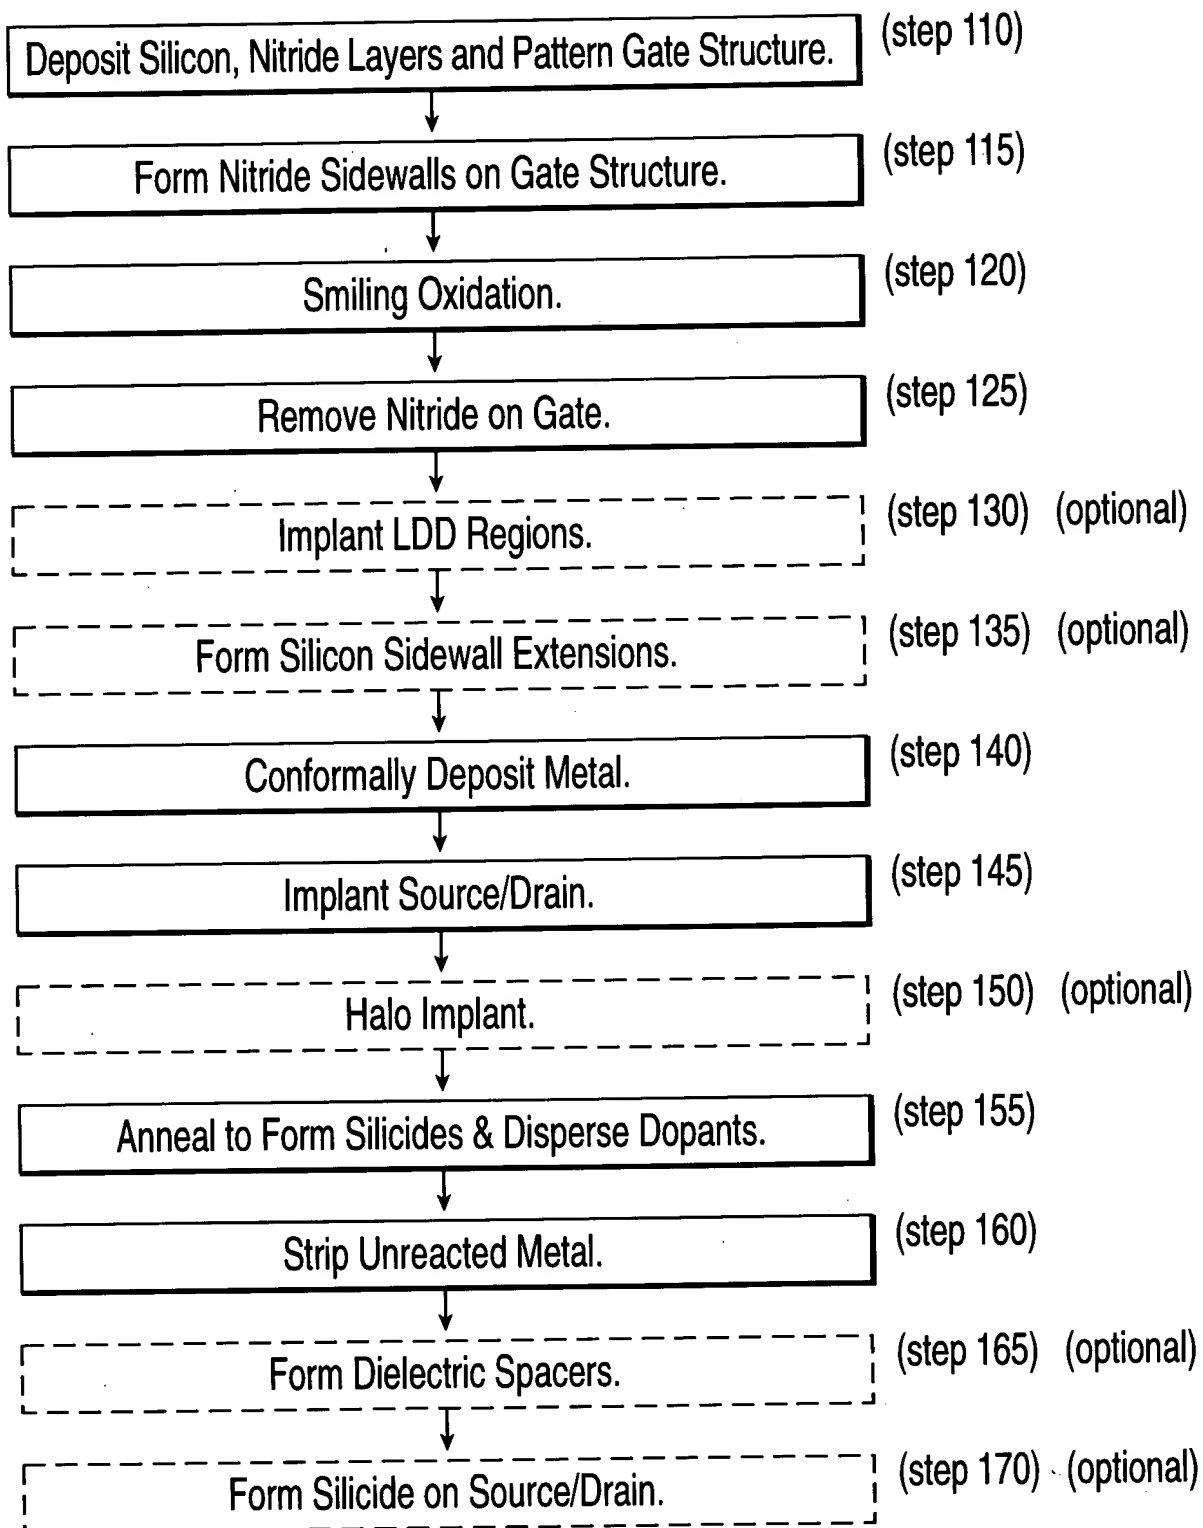 Deposit Silicon, Nitride Layers and Pattern Gate Structure. (step 110)
Form Nitride Sidewalls on Gate Structure. (step 115)
Smiling Oxidation. (step 120)
Remove Nitride on Gate. (step 125)
Implant LDD Regions. (step 130) (optional)
Form Silicon Sidewall Extensions. (step 135) (optional)
Conformally Deposit Metal. (step 140)
Implant Source/Drain. (step 145)
Halo Implant. (step 150) (optional)
Anneal to Form Silicides & Disperse Dopants. (step 155)
Strip Unreacted Metal. (step 160)
Form Dielectric Spacers. (step 165) (optional)
Form Silicide on Source/Drain. (step 170) (optional)